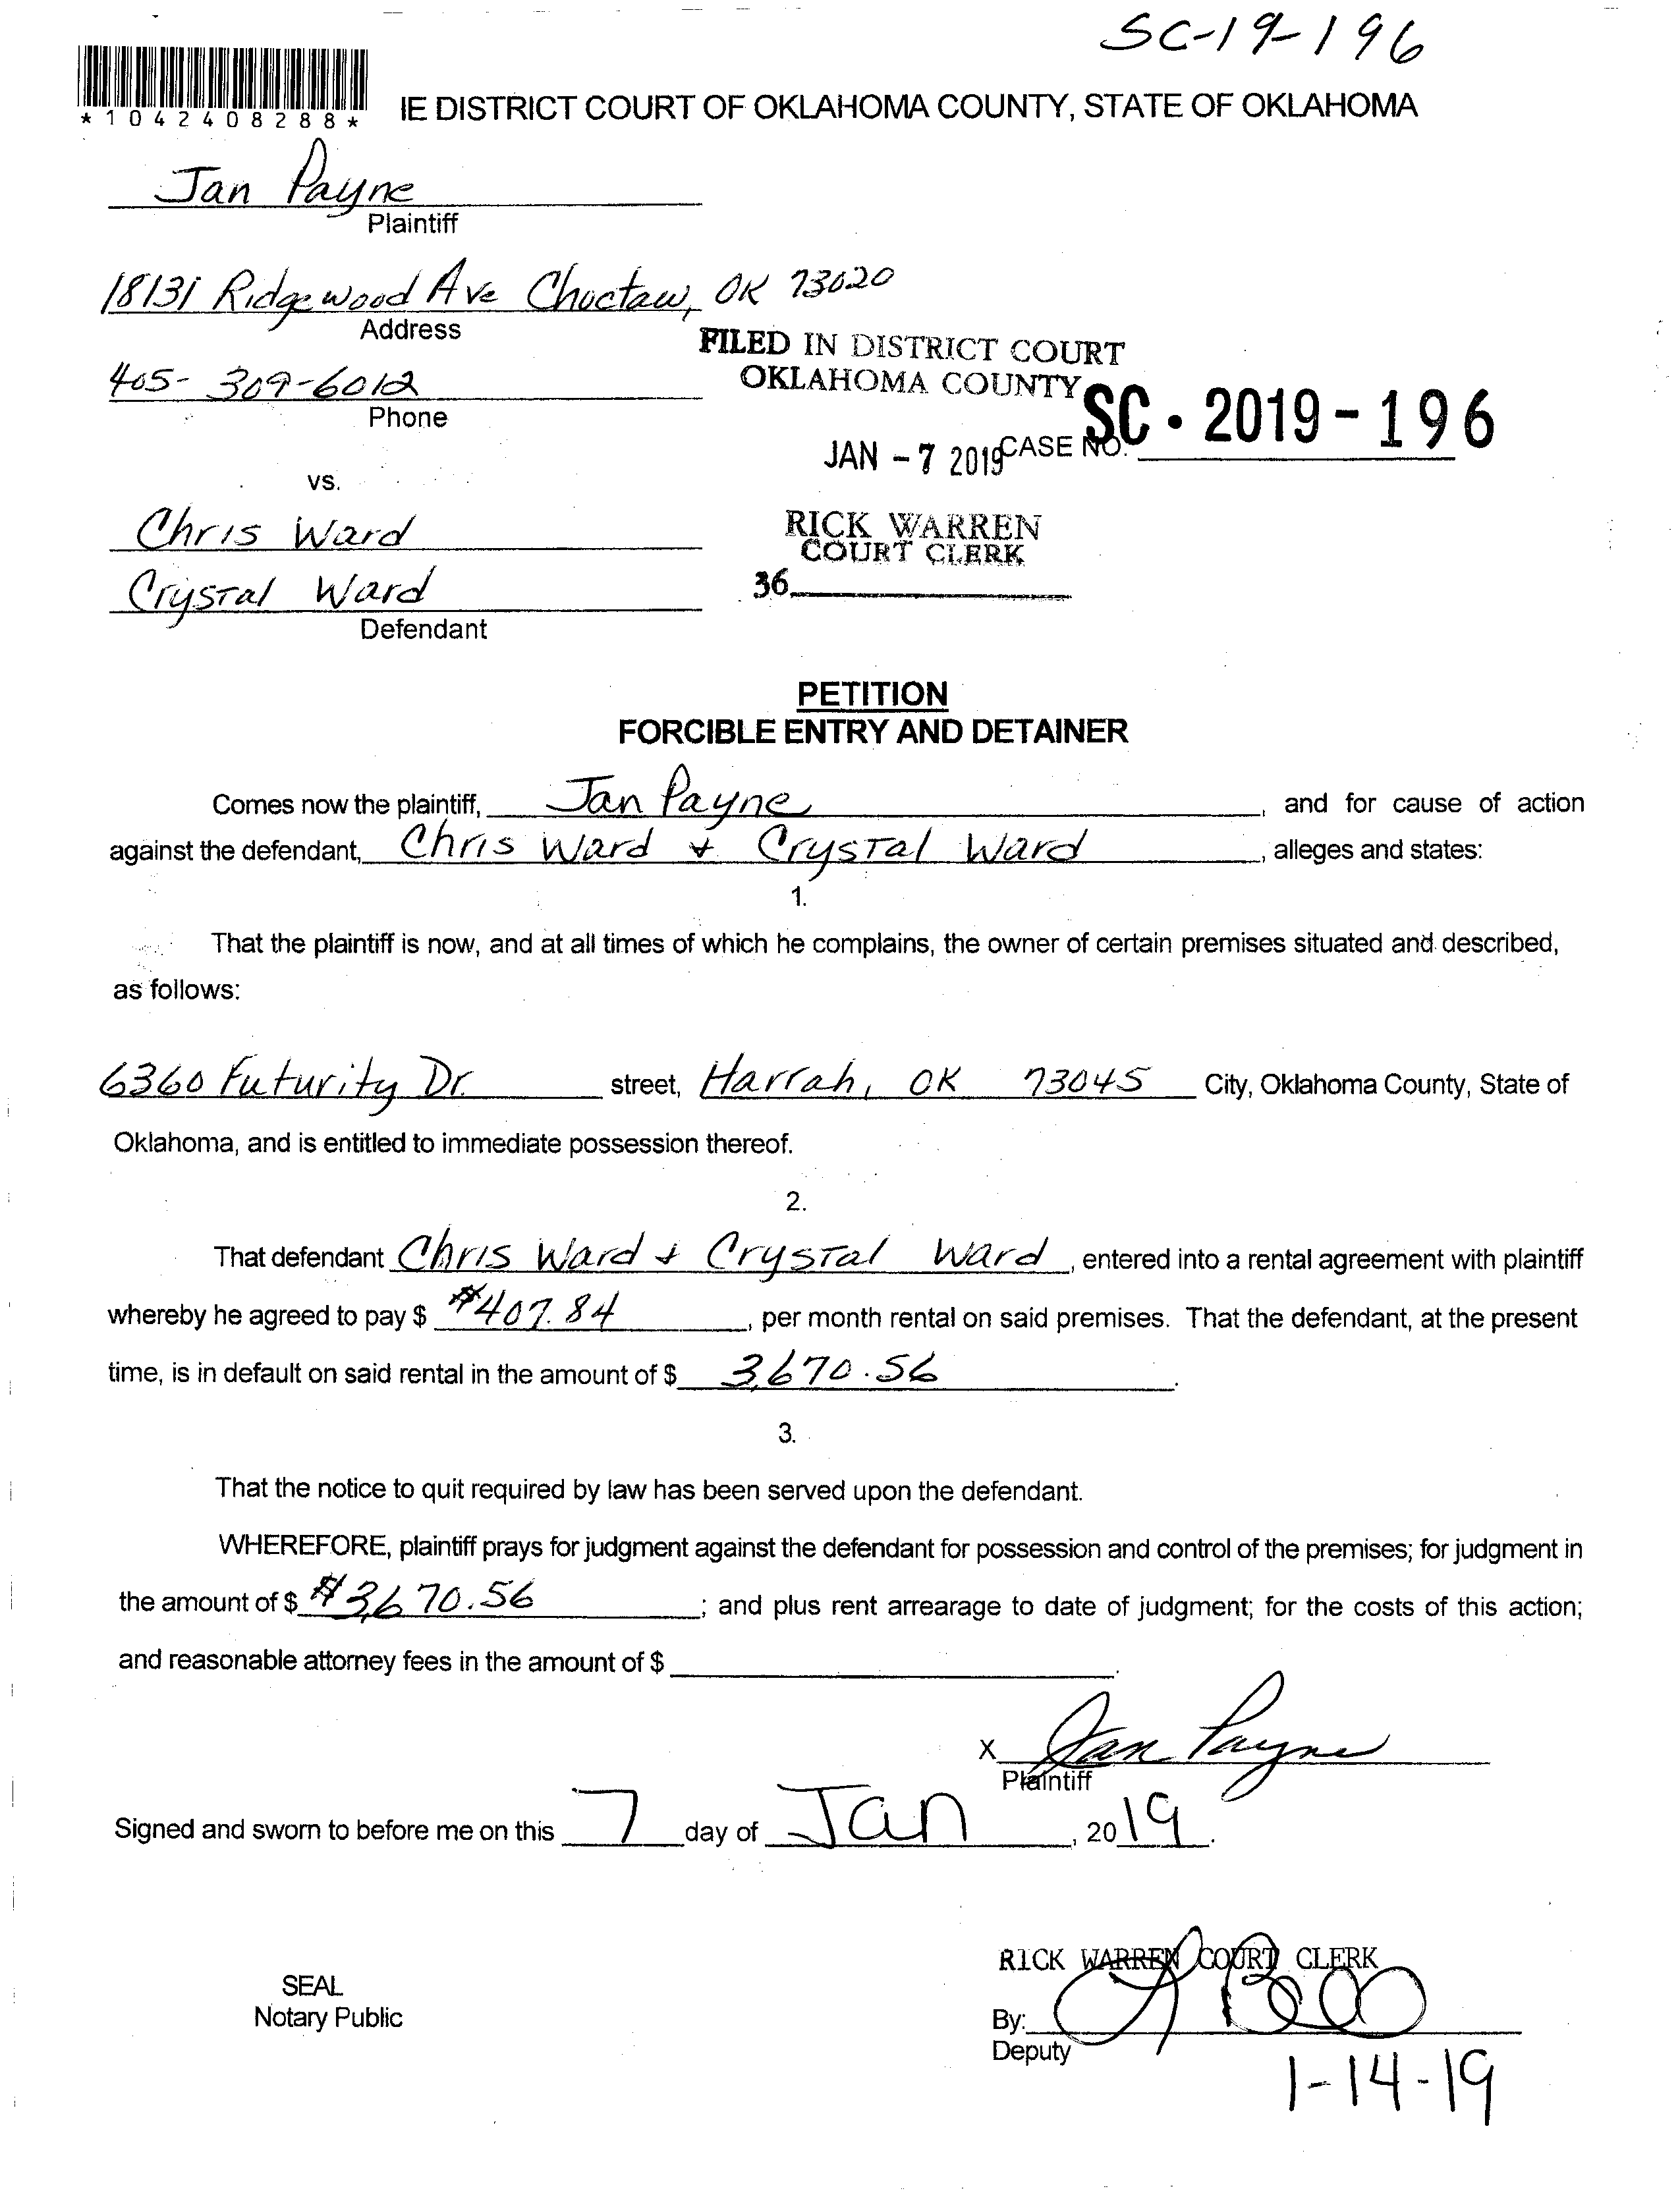 SC-19-196
*1042408288*
IE DISTRICT COURT OF OKLAHOMA COUNTY, STATE OF OKLAHOMA
Jan Payne
Plaintiff
18131 Ridgewood Ave Choctaw, OK 73020
Address
FILED IN DISTRICT COURT
OKLAHOMA COUNTY
405-309-6012
Phone
JAN - 7 2019 CASE NO. SC - 2019 - 196
vs.
Chris Ward
RICK WARREN
COURT CLERK
Crystal Ward
36
Defendant
PETITION
FORCIBLE ENTRY AND DETAINER
Comes now the plaintiff, Jan Payne, and for cause of action
against the defendant, Chris Ward + Crystal Ward, alleges and states:
1.
That the plaintiff is now, and at all times of which he complains, the owner of certain premises situated and described,
as follows:
6360 Futurity Dr. street, Harrah, OK 73045 City, Oklahoma County, State of
Oklahoma, and is entitled to immediate possession thereof.
2.
That defendant Chris Ward + Crystal Ward, entered into a rental agreement with plaintiff
whereby he agreed to pay $ $407.84, per month rental on said premises. That the defendant, at the present
time, is in default on said rental in the amount of $ 3,670.56.
3.
That the notice to quit required by law has been served upon the defendant.
WHEREFORE, plaintiff prays for judgment against the defendant for possession and control of the premises; for judgment in
the amount of $ $3,670.56; and plus rent arrearage to date of judgment; for the costs of this action;
and reasonable attorney fees in the amount of $ .
X Jan Payne
Plaintiff
Signed and sworn to before me on this 7 day of Jan, 2019.
RICK WARREN COURT CLERK
SEAL
Notary Public
By:
Deputy
1-14-19